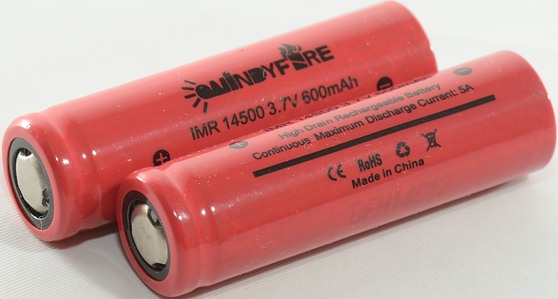 WINDYFIRE
IMR 14500 3.7V 600mAh
High Drain Rechargeable Battery
Continuous Maximum Discharge Current: 5A
CE RoHS
Made in China